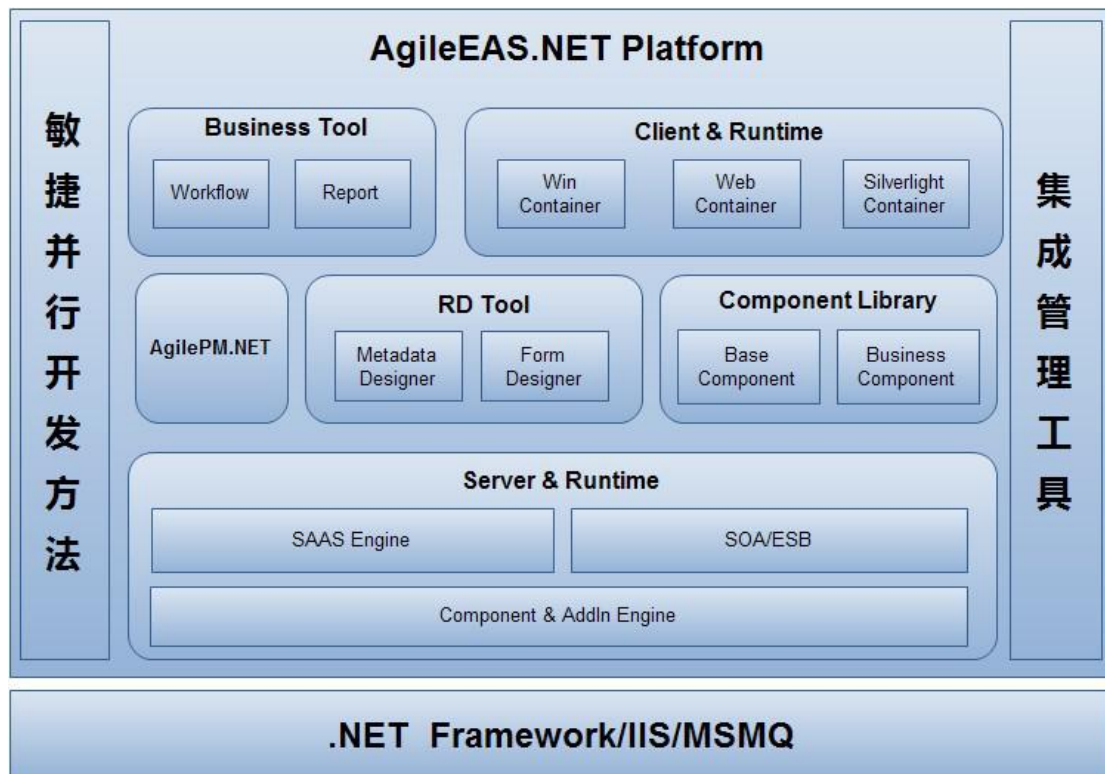 AgileEAS.NET Platform
敏捷并行开发方法
Business Tool
Workflow
Report
Client & Runtime
Win
Container
Web
Container
Silverlight
Container
AgilePM.NET
RD Tool
Metadada
Designer
Form
Designer
Component Library
Base
Component
Business
Component
Server & Runtime
SAAS Engine
SOA/ESB
Component & AddIn Engine
集成管理工具
.NET Framework/IIS/MSMQ